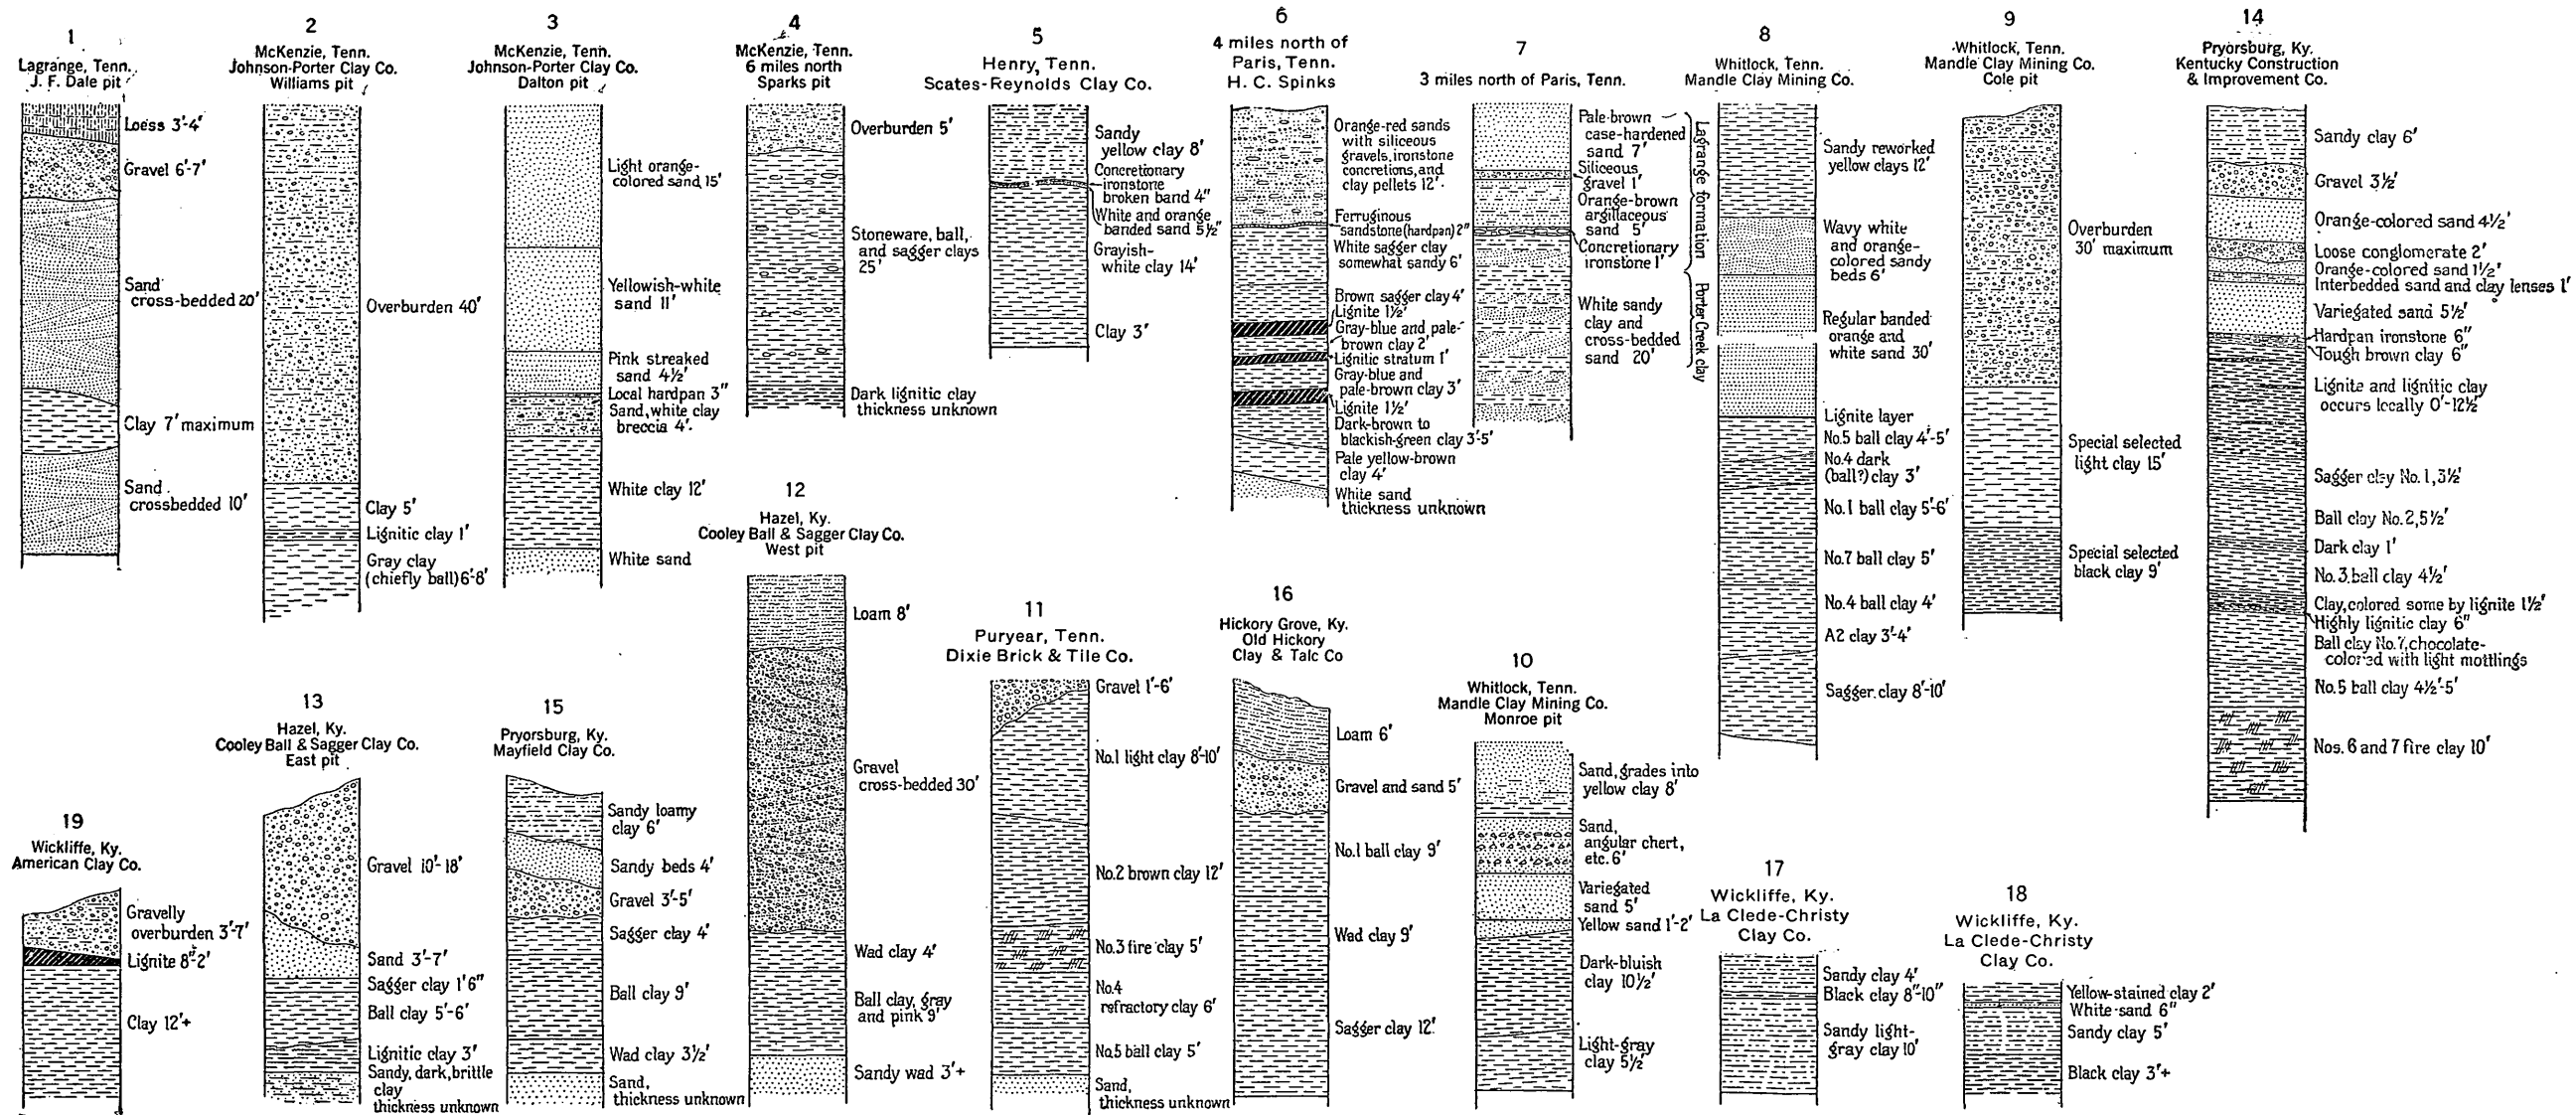 1
Lagrange, Tenn.
J. F. Dale pit
Loess 3'-4'
Gravel 6'-7'
Sand
cross-bedded 20'
Clay 7' maximum
Sand
crossbedded 10'
2
McKenzie, Tenn.
Johnson-Porter Clay Co.
Williams pit
Overburden 40'
Clay 5'
Lignitic clay 1'
Gray clay
(chiefly ball) 6'-8'
3
McKenzie, Tenn.
Johnson-Porter Clay Co.
Dalton pit
Light orange-
colored sand 15'
Yellowish-white
sand 11'
Pink streaked
sand 4½'
Local hardpan 3"
Sand, white clay
breccia 4'
White clay 12'
White sand
4
McKenzie, Tenn.
6 miles north
Sparks pit
Overburden 5'
Stoneware, ball,
and sagger clays
25'
Dark lignitic clay
thickness unknown
5
Henry, Tenn.
Scates-Reynolds Clay Co.
Sandy
yellow clay 8'
Concretionary
ironstone
broken band 4"
White and orange
banded sand 5½"
Grayish-
white clay 14'
Clay 3'
6
4 miles north of
Paris, Tenn.
H. C. Spinks
Orange-red sands
with siliceous
gravels, ironstone
concretions, and
clay pellets 12'
Ferruginous
sandstone (hardpan) 2"
White sagger clay
somewhat sandy 6'
Brown sagger clay 4'
Lignite 1½'
Gray-blue and pale-
brown clay 2'
Lignitic stratum 1'
Gray-blue and
pale-brown clay 3'
Lignite 1½'
Dark-brown to
blackish-green clay 3'-5'
Pale yellow-brown
clay 4'
White sand
thickness unknown
7
3 miles north of Paris, Tenn.
Pale-brown
case-hardened
sand 7'
Siliceous
gravel 1'
Orange-brown
argillaceous
sand 5'
Concretionary
ironstone 1'
White sandy
clay and
cross-bedded
sand 20'
Lagrange formation
Porter Creek clay
8
Whitlock, Tenn.
Mandle Clay Mining Co.
Sandy reworked
yellow clays 12'
Wavy white
and orange-
colored sandy
beds 6'
Regular banded
orange and
white sand 30'
Lignite layer
No.5 ball clay 4'-5'
No.4 dark
(ball?) clay 3'
No.1 ball clay 5'-6'
No.7 ball clay 5'
No.4 ball clay 4'
A2 clay 3'-4'
Sagger clay 8'-10'
9
Whitlock, Tenn.
Mandle Clay Mining Co.
Cole pit
Overburden
30' maximum
Special selected
light clay 15'
Special selected
black clay 9'
14
Pryorsburg, Ky.
Kentucky Construction
& Improvement Co.
Sandy clay 6'
Gravel 3½'
Orange-colored sand 4½'
Loose conglomerate 2'
Orange-colored sand 1½'
Interbedded sand and clay lenses 1'
Variegated sand 5½'
Hardpan ironstone 6"
Tough brown clay 6"
Lignite and lignitic clay
occurs locally 0'-12½'
Sagger clay No. 1, 3½'
Ball clay No. 2, 5½'
Dark clay 1'
No. 3, ball clay 4½'
Clay, colored some by lignite 1½'
Highly lignitic clay 6"
Ball clay No. 7, chocolate-
colored with light mottlings
No.5 ball clay 4½'-5'
Nos. 6 and 7 fire clay 10'
12
Hazel, Ky.
Cooley Ball & Sagger Clay Co.
West pit
Loam 8'
Gravel
cross-bedded 30'
Wad clay 4'
Ball clay, gray
and pink 9'
Sandy wad 3'+
11
Puryear, Tenn.
Dixie Brick & Tile Co.
Gravel 1'-6'
No.1 light clay 8'-10'
No.2 brown clay 12'
No.3 fire clay 5'
No.4
refractory clay 6'
No.5 ball clay 5'
Sand,
thickness unknown
16
Hickory Grove, Ky.
Old Hickory
Clay & Talc Co
Loam 6'
Gravel and sand 5'
No.1 ball clay 9'
Wad clay 9'
Sagger clay 12'
10
Whitlock, Tenn.
Mandle Clay Mining Co.
Monroe pit
Sand, grades into
yellow clay 8'
Sand,
angular chert,
etc. 6'
Variegated
sand 5'
Yellow sand 1'-2'
Dark-bluish
clay 10½'
Light-gray
clay 5½'
13
Hazel, Ky.
Cooley Ball & Sagger Clay Co.
East pit
Gravel 10'-18'
Sand 3'-7'
Sagger clay 1'6"
Ball clay 5'-6'
Lignitic clay 3'
Sandy, dark, brittle
clay
thickness unknown
15
Pryorsburg, Ky.
Mayfield Clay Co.
Sandy loamy
clay 6'
Sandy beds 4'
Gravel 3'-5'
Sagger clay 4'
Ball clay 9'
Wad clay 3½'
Sand,
thickness unknown
19
Wickliffe, Ky.
American Clay Co.
Gravelly
overburden 3'-7'
Lignite 8"-2'
Clay 12'+
17
Wickliffe, Ky.
La Clede-Christy
Clay Co.
Sandy clay 4'
Black clay 8"-10"
Sandy light-
gray clay 10'
18
Wickliffe, Ky.
La Clede-Christy
Clay Co.
Yellow-stained clay 2'
White sand 6"
Sandy clay 5'
Black clay 3'+